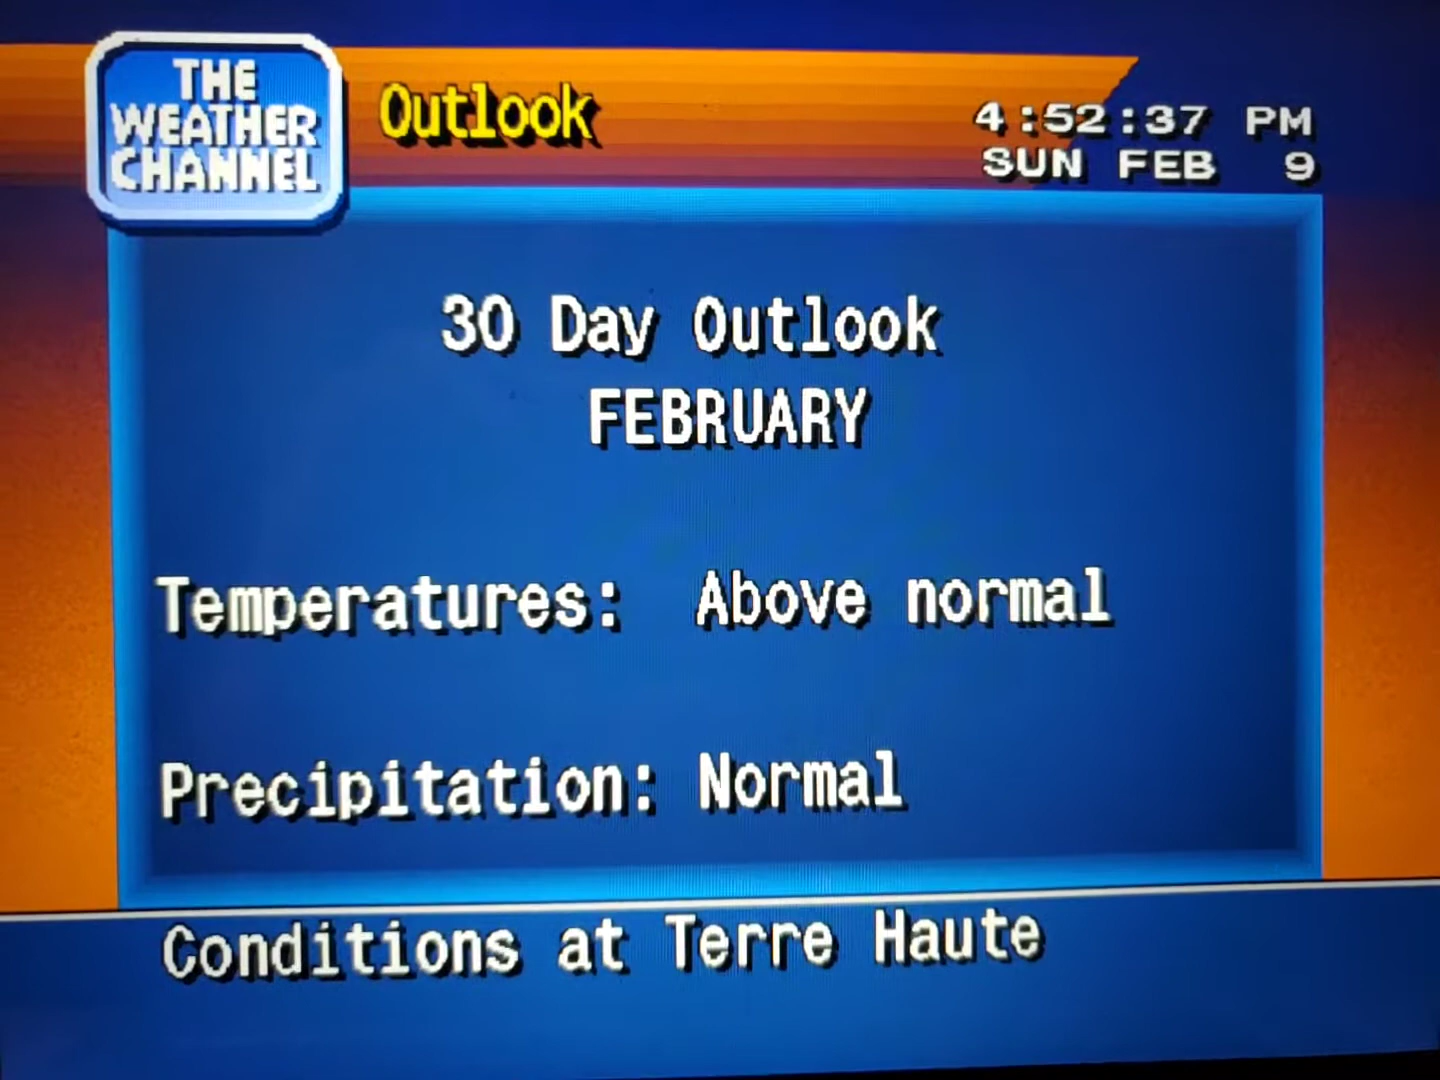 THE
WEATHER
CHANNEL
Outlook
4:52:37 PM
SUN FEB 9
30 Day Outlook
FEBRUARY
Temperatures: Above normal
Precipitation: Normal
Conditions at Terre Haute